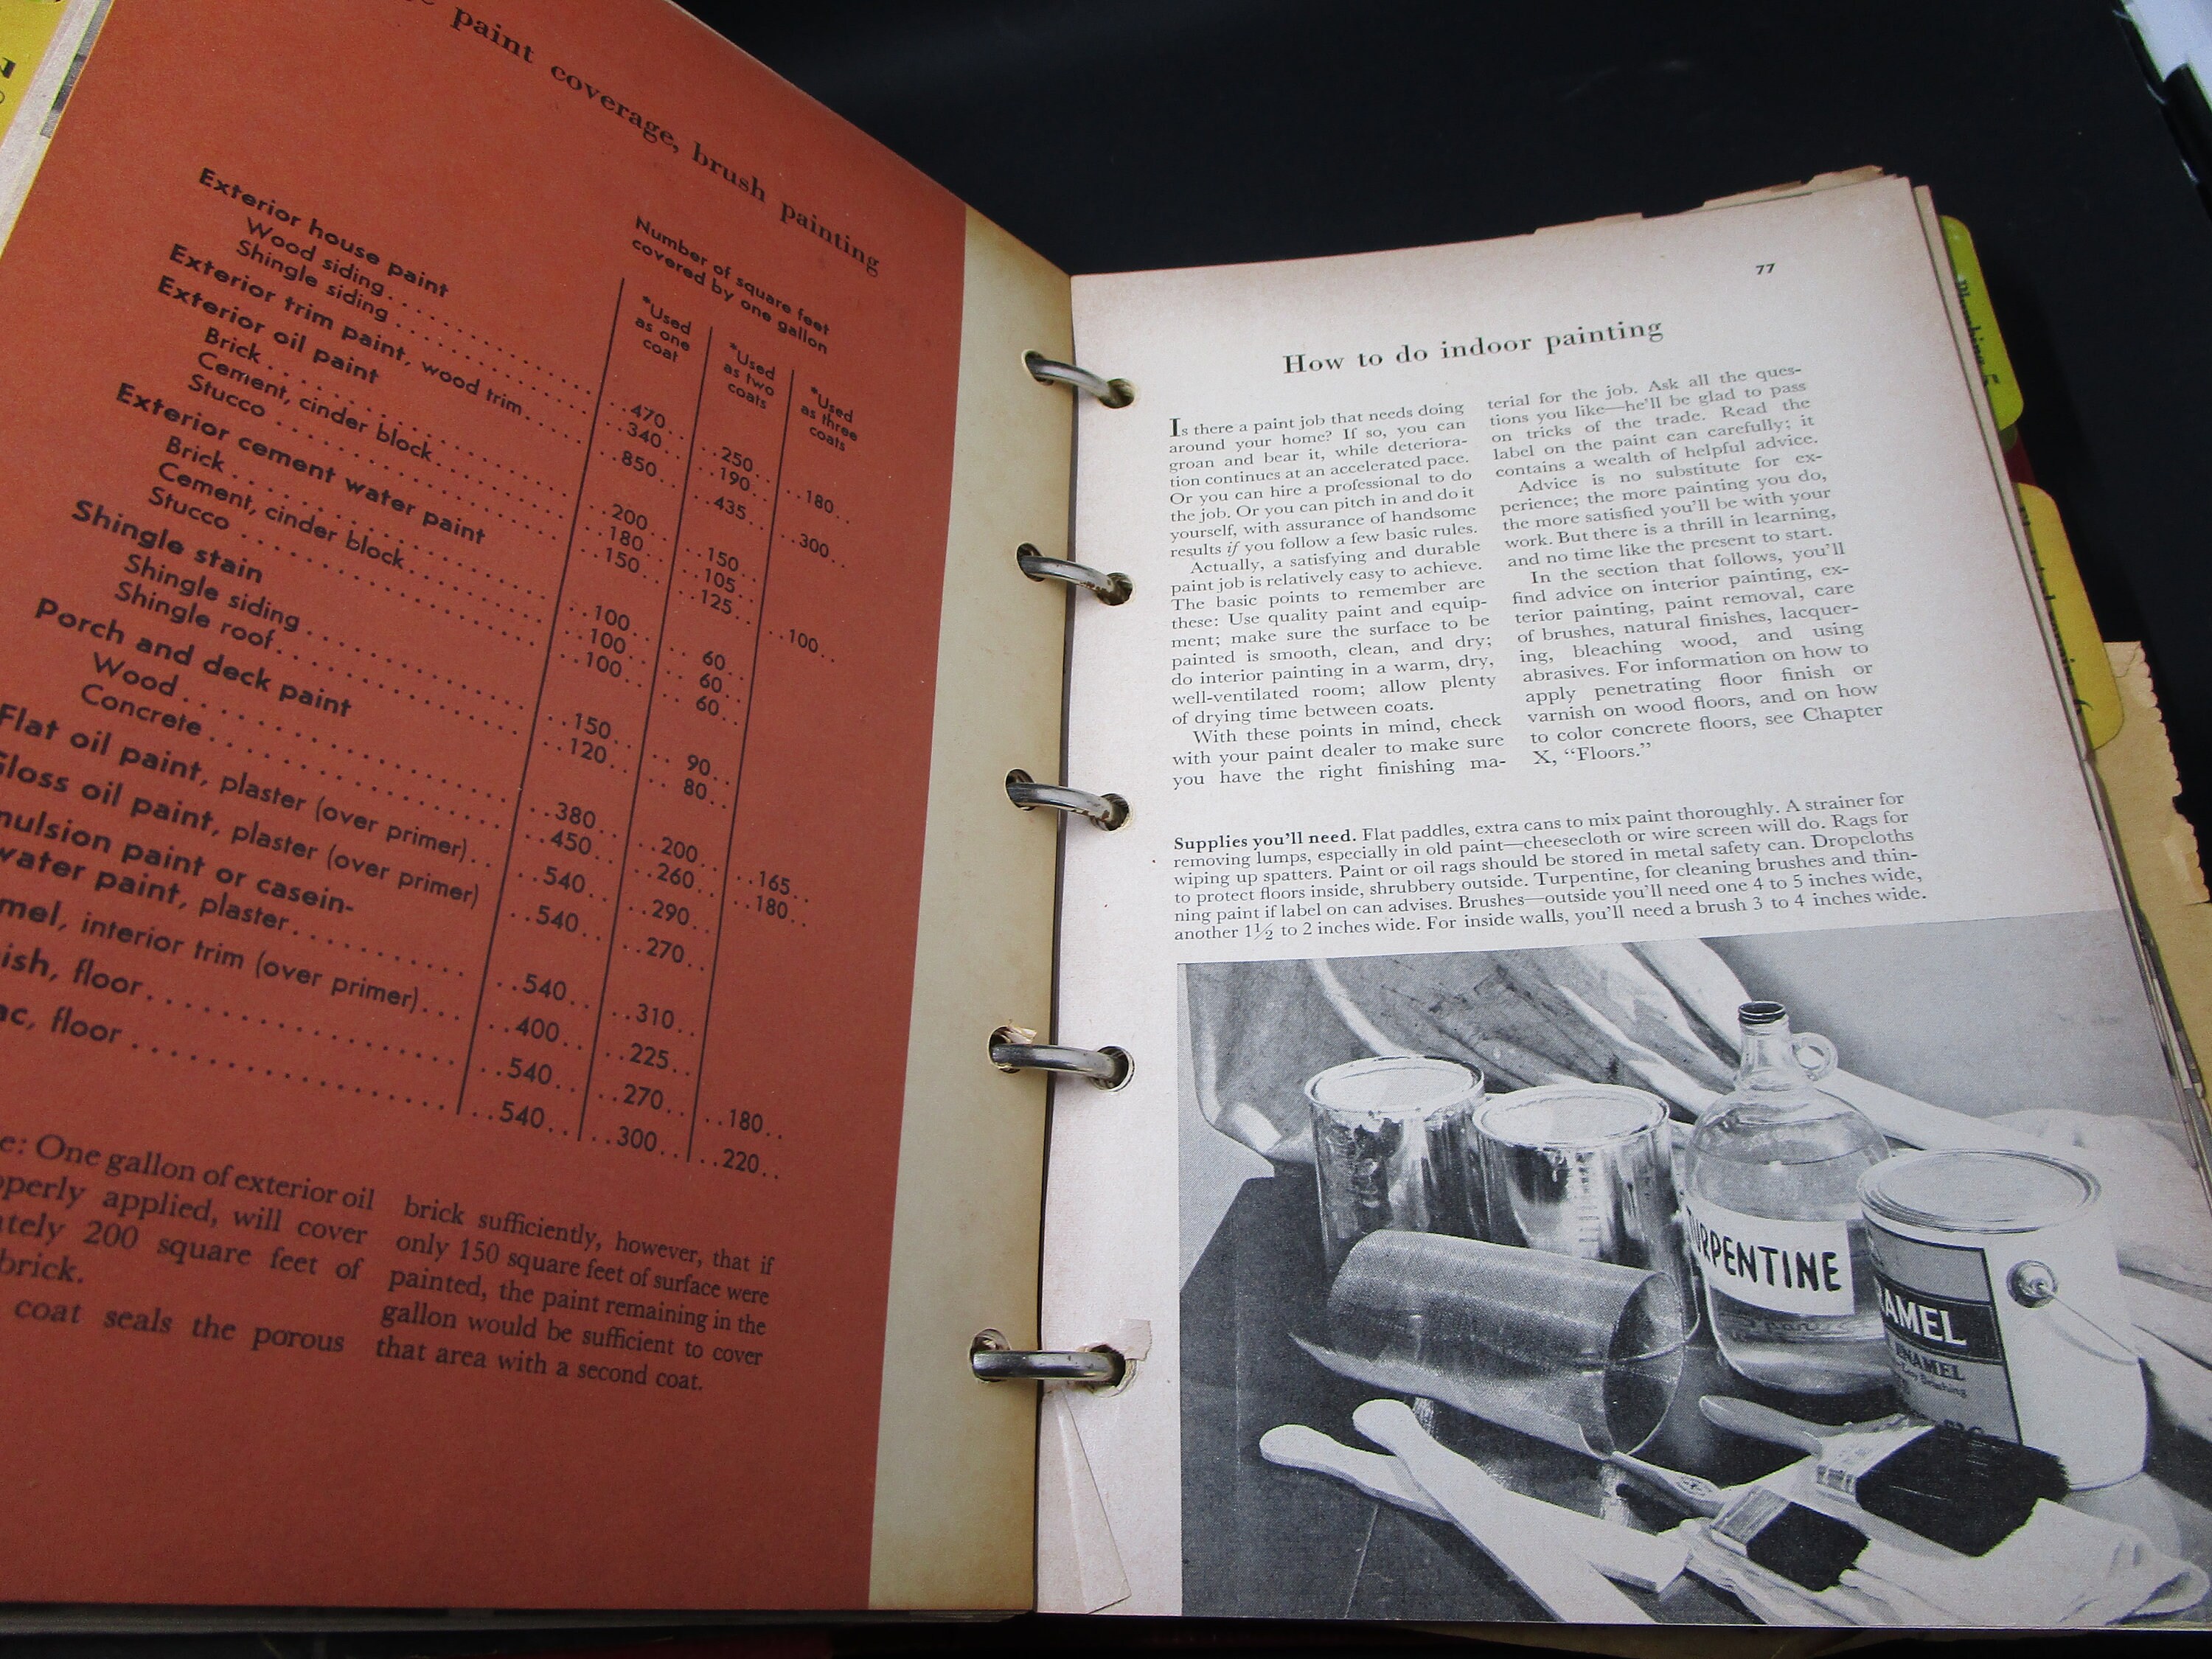 paint coverage, brush painting
Number of square feet
covered by one gallon
*Used as one coat
*Used as two coats
*Used as three coats
Exterior house paint
Wood siding 470 250 180
Shingle siding 340 190
Exterior trim paint, wood trim 850 435 300
Exterior oil paint
Brick 200 150
Cement, cinder block 180 105
Stucco 150 125 100
Exterior cement water paint
Brick 100 60
Cement, cinder block 100 60
Stucco 100 60
Shingle stain
Shingle siding 150 90
Shingle roof 120 80
Porch and deck paint
Wood 380 200 165
Concrete 450 260 180
Flat oil paint, plaster (over primer) 540 290
Gloss oil paint, plaster (over primer) 540 270
mulsion paint or casein-
water paint, plaster 540 310
mel, interior trim (over primer) 400 225
ish, floor 540 270 180
ac, floor 540 300 220
e: One gallon of exterior oil
operly applied, will cover
ately 200 square feet of
brick.
coat seals the porous
brick sufficiently, however, that if
only 150 square feet of surface were
painted, the paint remaining in the
gallon would be sufficient to cover
that area with a second coat.
77
How to do indoor painting
Is there a paint job that needs doing
around your home? If so, you can
groan and bear it, while deteriora-
tion continues at an accelerated pace.
Or you can hire a professional to do
the job. Or you can pitch in and do it
yourself, with assurance of handsome
results if you follow a few basic rules.
Actually, a satisfying and durable
paint job is relatively easy to achieve.
The basic points to remember are
these: Use quality paint and equip-
ment; make sure the surface to be
painted is smooth, clean, and dry;
do interior painting in a warm, dry,
well-ventilated room; allow plenty
of drying time between coats.
With these points in mind, check
with your paint dealer to make sure
you have the right finishing ma-
terial for the job. Ask all the ques-
tions you like—he'll be glad to pass
on tricks of the trade. Read the
label on the paint can carefully; it
contains a wealth of helpful advice.
Advice is no substitute for ex-
perience; the more painting you do,
the more satisfied you'll be with your
work. But there is a thrill in learning,
and no time like the present to start.
In the section that follows, you'll
find advice on interior painting, ex-
terior painting, paint removal, care
of brushes, natural finishes, lacquer-
ing, bleaching wood, and using
abrasives. For information on how to
apply penetrating floor finish or
varnish on wood floors, and on how
to color concrete floors, see Chapter
X, “Floors.”
Supplies you'll need. Flat paddles, extra cans to mix paint thoroughly. A strainer for
removing lumps, especially in old paint—cheesecloth or wire screen will do. Rags for
wiping up spatters. Paint or oil rags should be stored in metal safety can. Dropcloths
to protect floors inside, shrubbery outside. Turpentine, for cleaning brushes and thin-
ning paint if label on can advises. Brushes—outside you'll need one 4 to 5 inches wide,
another 1½ to 2 inches wide. For inside walls, you'll need a brush 3 to 4 inches wide.
TURPENTINE
NAMEL
ENAMEL
Plumbing 5